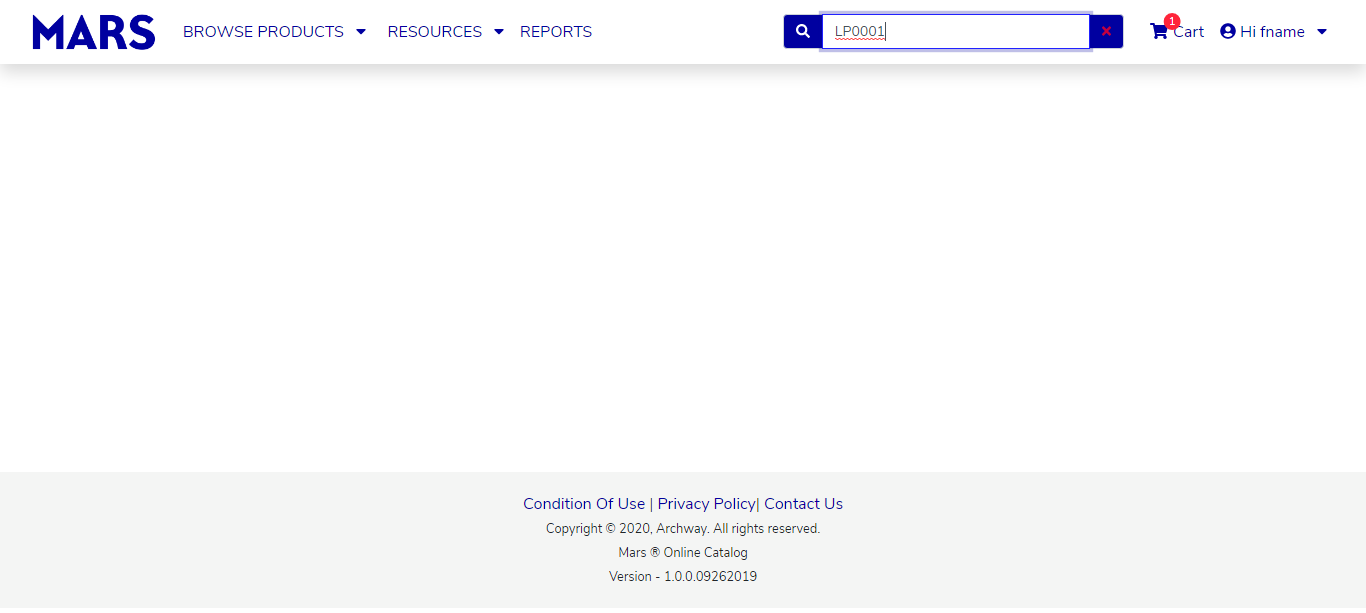 MARS BROWSE PRODUCTS RESOURCES REPORTS LP0001 1 Cart Hi fname
Condition Of Use | Privacy Policy| Contact Us
Copyright © 2020, Archway. All rights reserved.
Mars ® Online Catalog
Version - 1.0.0.09262019